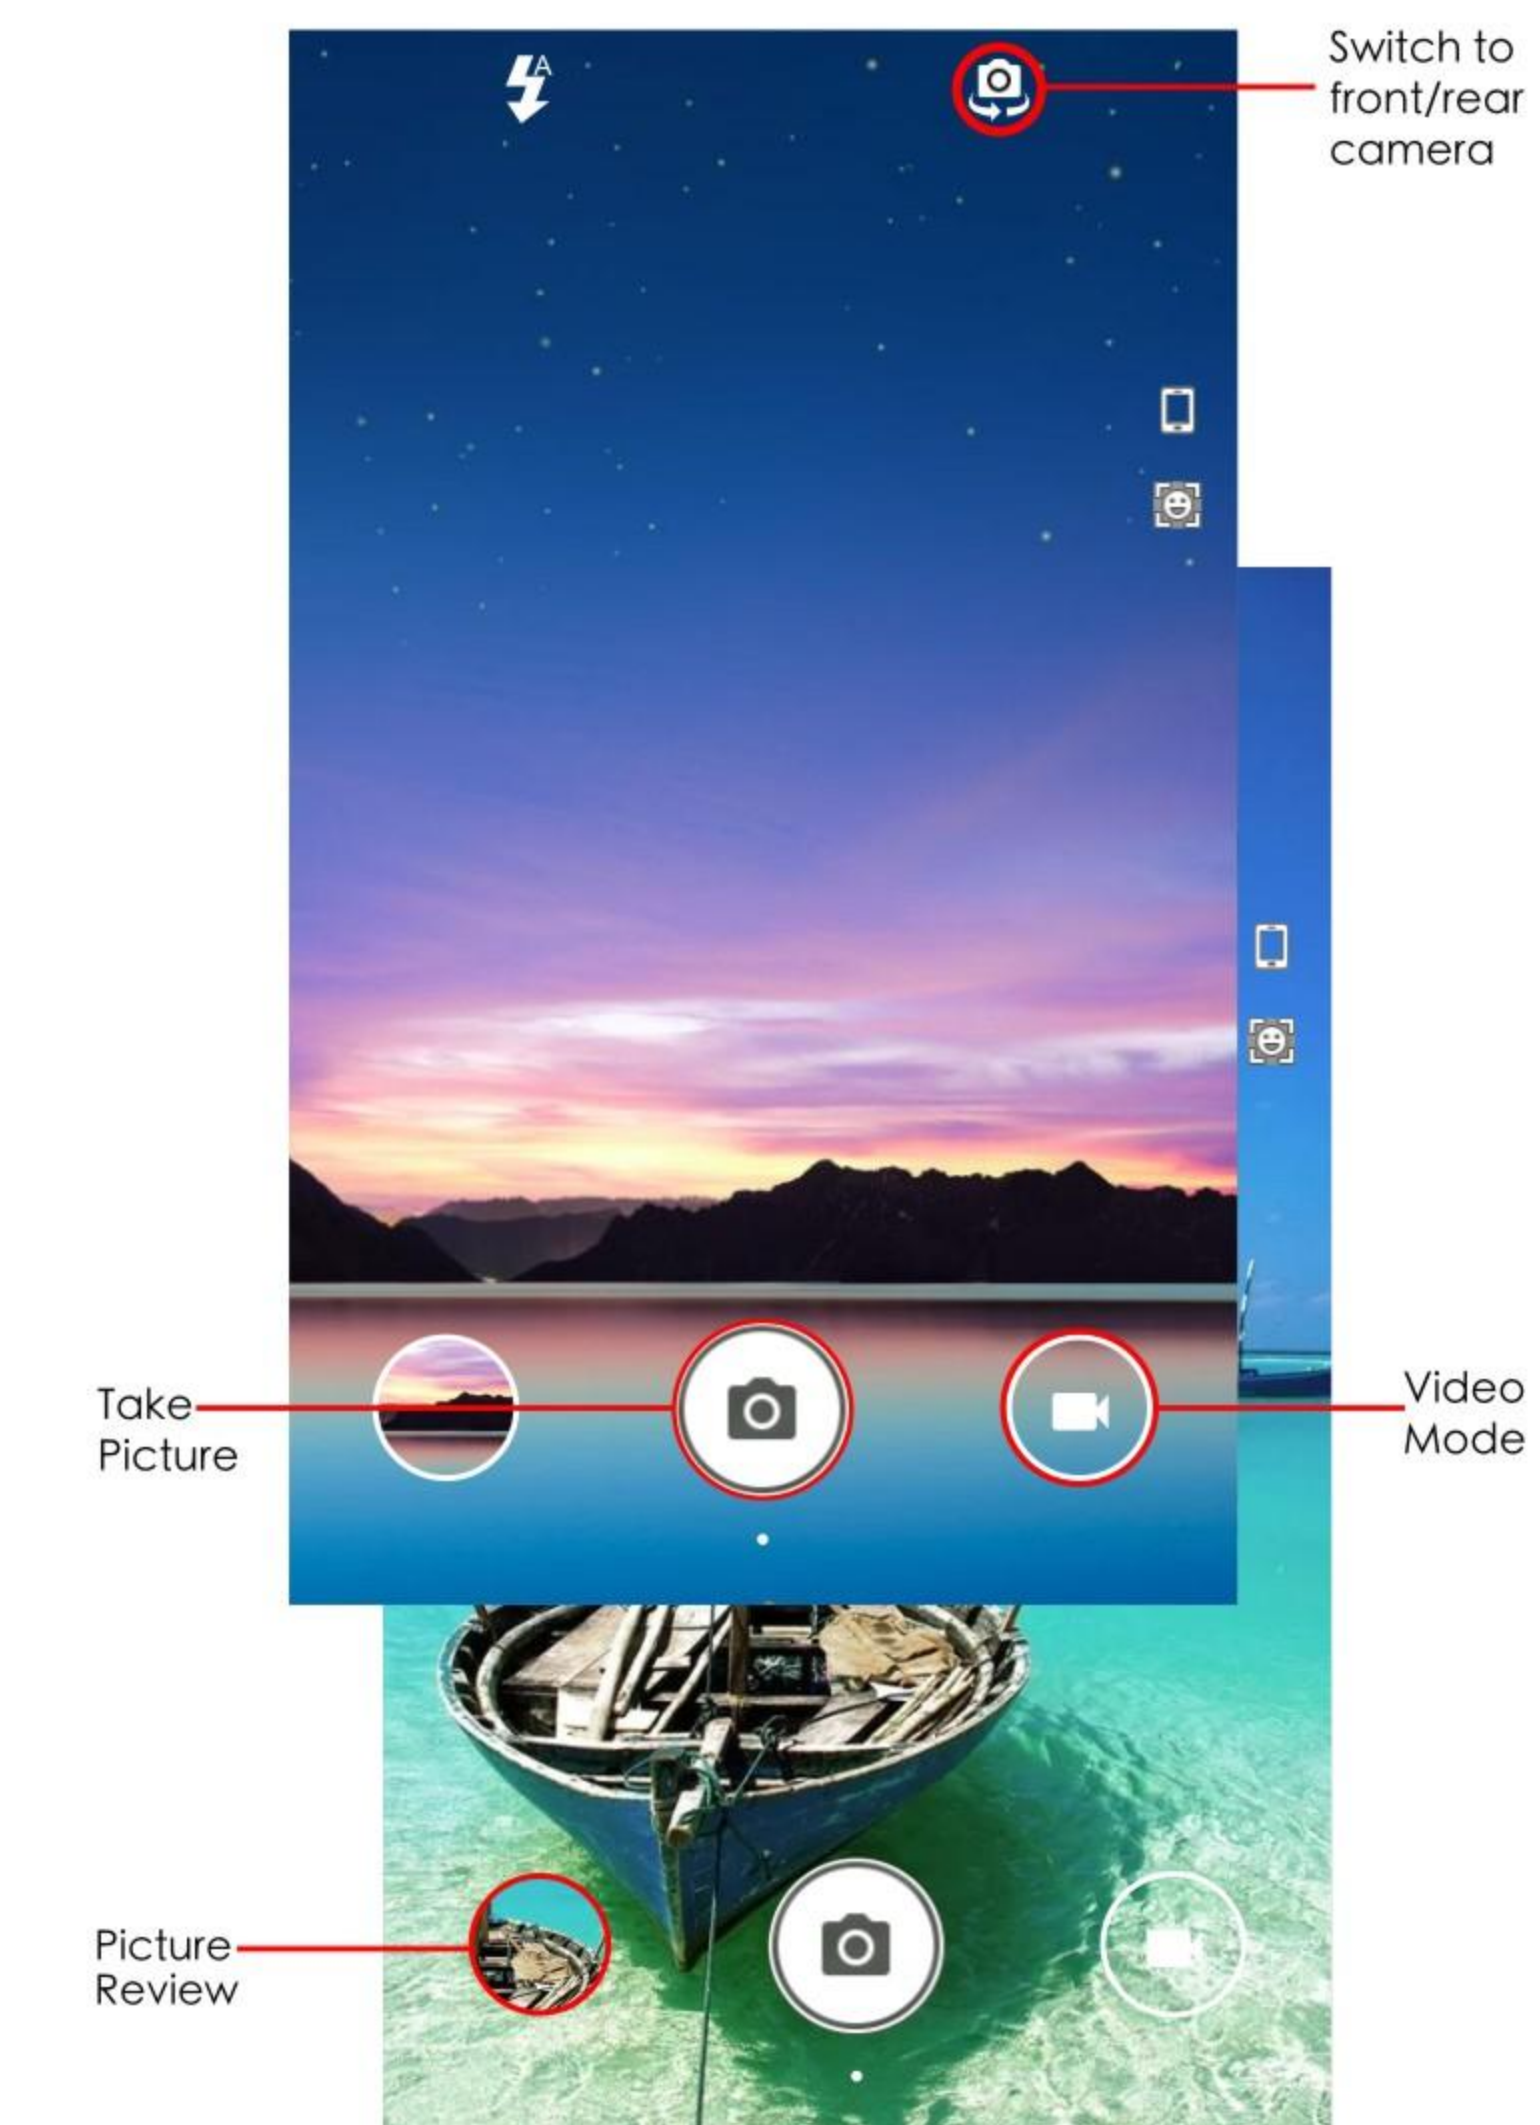 Switch to
front/rear
camera
A
Take
Picture
Video
Mode
Picture
Review